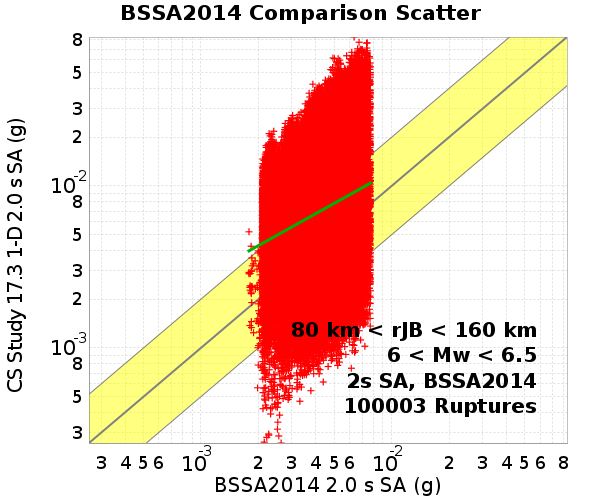 BSSA2014 Comparison Scatter
CS Study 17.3 1-D 2.0 s SA (g)
8
5
3
2
10-2
8
5
3
2
10-3
8
5
3
80 km < rJB < 160 km
6 < Mw < 6.5
2s SA, BSSA2014
100003 Ruptures
3 4 5 6 10-3 2 3 4 5 6 10-2 2 3 4 5 6 8
BSSA2014 2.0 s SA (g)